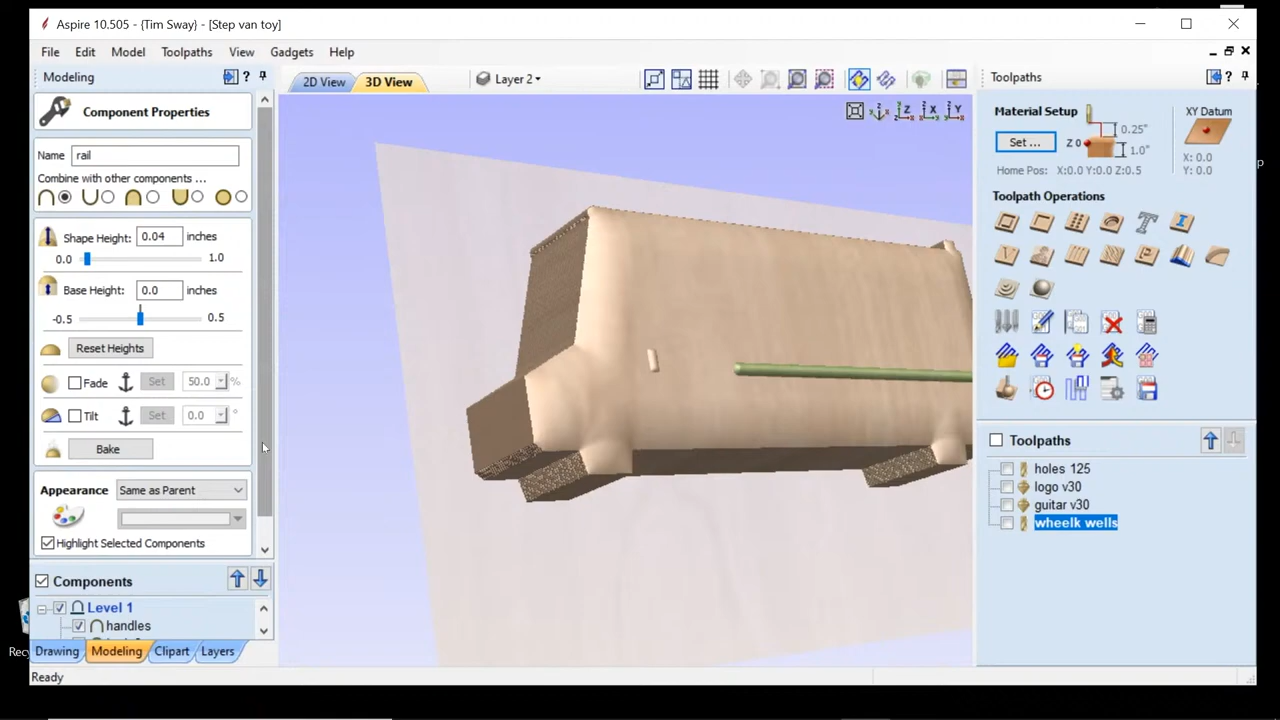 Aspire 10.505 - {Tim Sway} - [Step van toy]
File Edit Model Toolpaths View Gadgets Help
Modeling ?
2D View 3D View Layer 2
Toolpaths ?
Component Properties
Name rail
Combine with other components ...
Shape Height: 0.04 inches
0.0 1.0
Base Height: 0.0 inches
-0.5 0.5
Reset Heights
Fade Set 50.0 %
Tilt Set 0.0 °
Bake
Appearance Same as Parent
Highlight Selected Components
Components
Level 1
handles
Drawing Modeling Clipart Layers
Ready
Z X Y
Material Setup
Set ...
Z 0
0.25"
1.0"
XY Datum
X: 0.0
Y: 0.0
Home Pos: X:0.0 Y:0.0 Z:0.5
Toolpath Operations
Toolpaths
holes 125
logo v30
guitar v30
wheelk wells
Recy
p